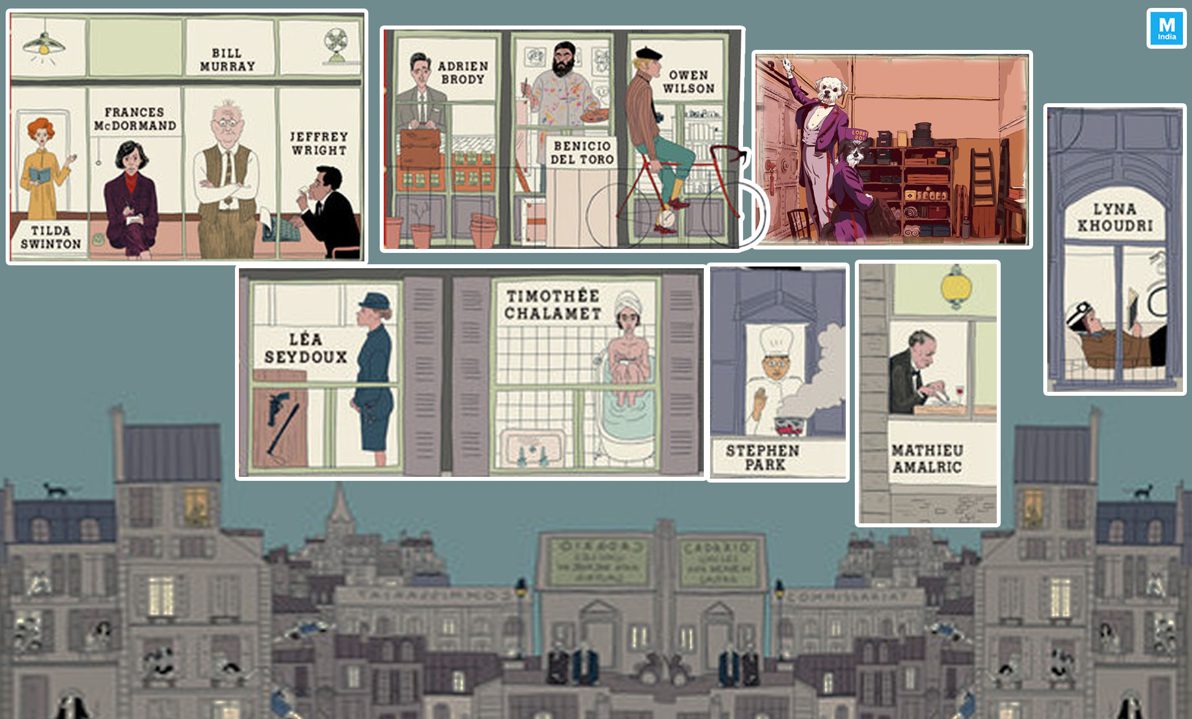 M
India
BILL
MURRAY
FRANCES
McDORMAND
JEFFREY
WRIGHT
TILDA
SWINTON
ADRIEN
BRODY
BENICIO
DEL TORO
OWEN
WILSON
LYNA
KHOUDRI
LÉA
SEYDOUX
TIMOTHÉE
CHALAMET
STEPHEN
PARK
MATHIEU
AMALRIC
COMMISSARIAT